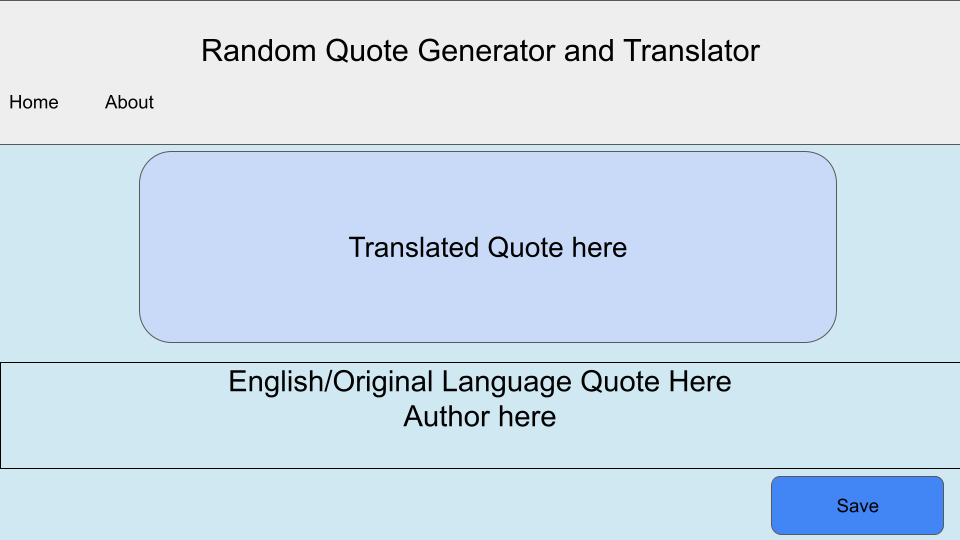 Random Quote Generator and Translator
Home About
Translated Quote here
English/Original Language Quote Here
Author here
Save